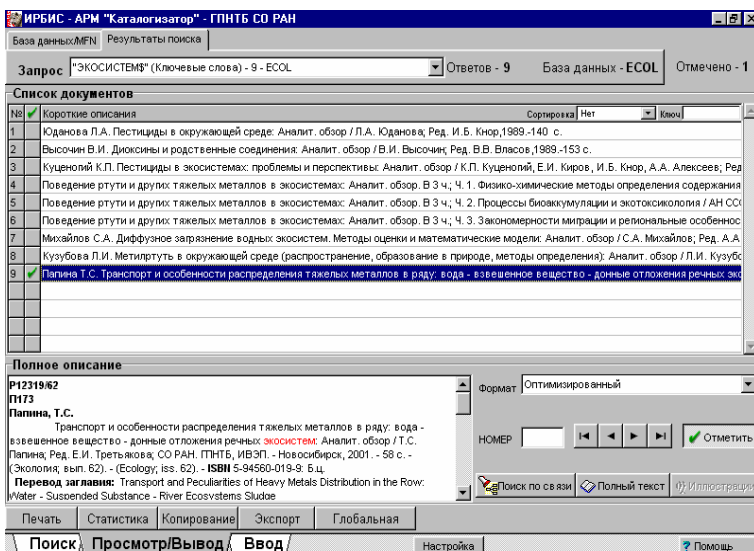 ИРБИС - АРМ "Каталогизатор" - ГПНТБ СО РАН
База данных/MFN Результаты поиска
Запрос "ЭКОСИСТЕМ$" (Ключевые слова) - 9 - ECOL Ответов - 9 База данных - ECOL Отмечено - 1
Список документов
№ Короткие описания Сортировка Нет Ключ
1 Юданова Л.А. Пестициды в окружающей среде: Аналит. обзор / Л.А. Юданова; Ред. И.Б. Кнор,1989.-140 с.
2 Высочин В.И. Диоксины и родственные соединения: Аналит. обзор / В.И. Высочин; Ред. В.В. Власов,1989.-153 с.
3 Куценогий К.П. Пестициды в экосистемах: проблемы и перспективы: Аналит. обзор / К.П. Куценогий, Е.И. Киров, И.Б. Кнор, А.А. Алексеев; Ред
4 Поведение ртути и других тяжелых металлов в экосистемах: Аналит. обзор. В 3 ч.; Ч. 1. Физико-химические методы определения содержания
5 Поведение ртути и других тяжелых металлов в экосистемах: Аналит. обзор. В 3 ч.; Ч. 2. Процессы биоаккумуляции и экотоксикология / АН ССС
6 Поведение ртути и других тяжелых металлов в экосистемах: Аналит. обзор. В 3 ч.; Ч. 3. Закономерности миграции и региональные особеннос
7 Михайлов С.А. Диффузное загрязнение водных экосистем. Методы оценки и математические модели: Аналит. обзор / С.А. Михайлов; Ред. А.А.
8 Кузубова Л.И. Метилртуть в окружающей среде (распространение, образование в природе, методы определения): Аналит. обзор / Л.И. Кузубо
9 Папина Т.С. Транспорт и особенности распределения тяжелых металлов в ряду: вода - взвешенное вещество - донные отложения речных эко
Полное описание
Р12319/62
П173
Папина, Т.С.
Транспорт и особенности распределения тяжелых металлов в ряду: вода -
взвешенное вещество - донные отложения речных экосистем: Аналит. обзор / Т.С.
Папина; Ред. Е.И. Третьякова; СО РАН. ГПНТБ, ИВЭП. - Новосибирск, 2001. - 58 с. -
(Экология; вып. 62). - (Ecology; iss. 62). - ISBN 5-94560-019-9: Б.ц.
Перевод заглавия: Transport and Peculiarities of Heavy Metals Distribution in the Row:
Water - Suspended Substance - River Ecosystems Sludge
Формат Оптимизированный
НОМЕР Отметить
Поиск по связи Полный текст Иллюстрации
Печать Статистика Копирование Экспорт Глобальная
Поиск Просмотр/Вывод Ввод Настройка ? Помощь